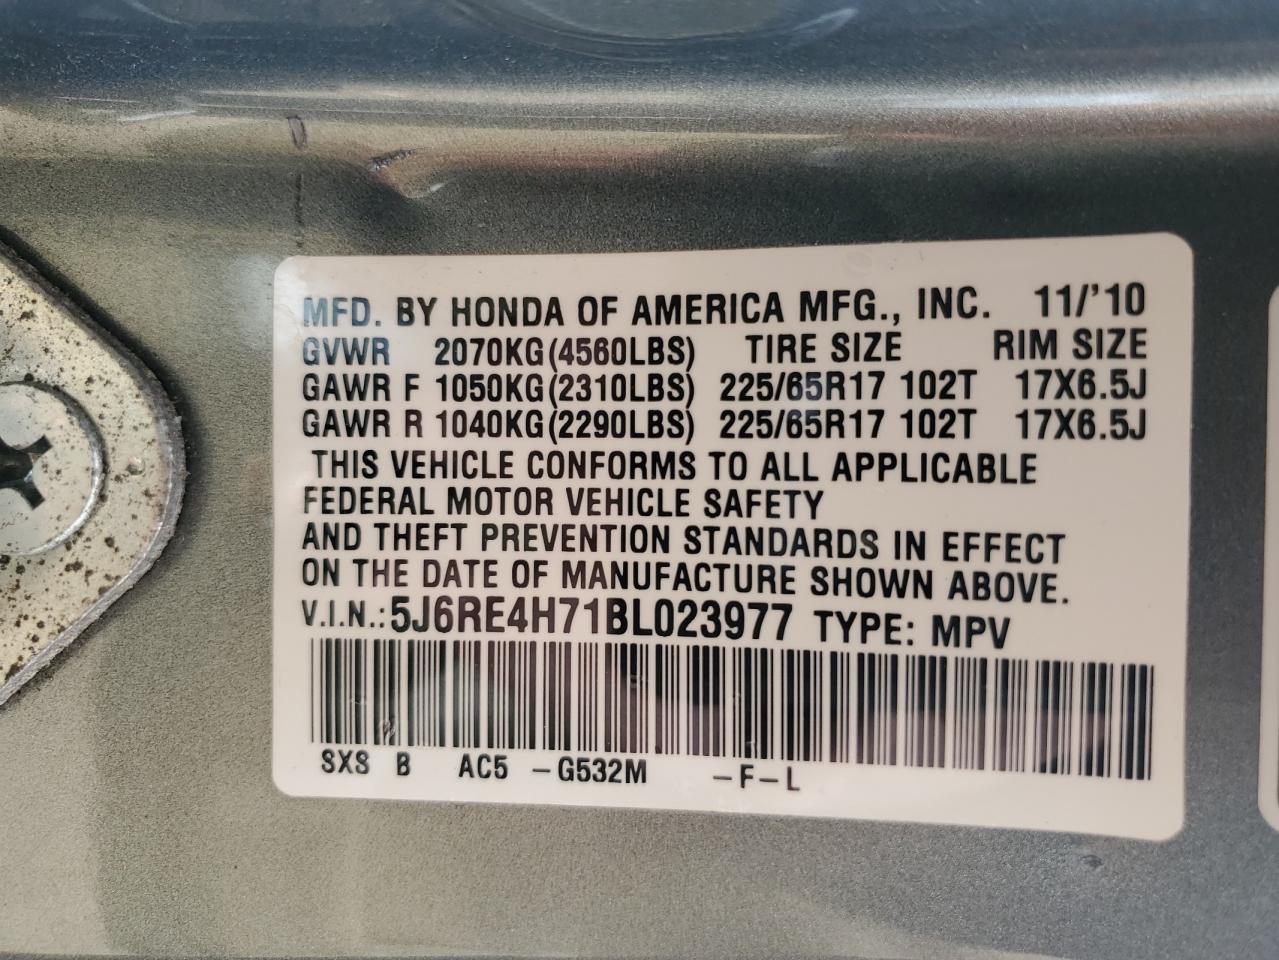 MFD. BY HONDA OF AMERICA MFG., INC. 11/'10
GVWR 2070KG(4560LBS) TIRE SIZE RIM SIZE
GAWR F 1050KG(2310LBS) 225/65R17 102T 17X6.5J
GAWR R 1040KG(2290LBS) 225/65R17 102T 17X6.5J
THIS VEHICLE CONFORMS TO ALL APPLICABLE
FEDERAL MOTOR VEHICLE SAFETY
AND THEFT PREVENTION STANDARDS IN EFFECT
ON THE DATE OF MANUFACTURE SHOWN ABOVE.
V.I.N.: 5J6RE4H71BL023977 TYPE: MPV
SXS B AC5 -G532M -F-L